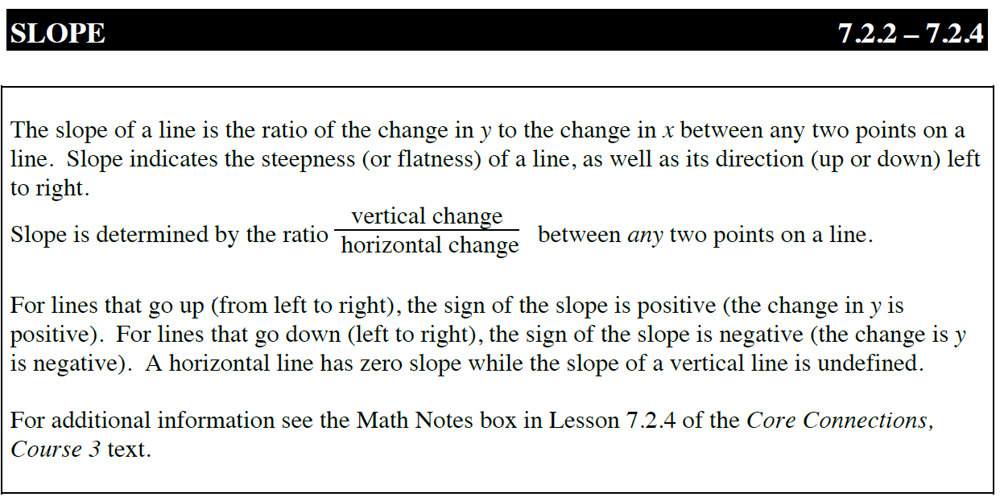 SLOPE 7.2.2 – 7.2.4
The slope of a line is the ratio of the change in y to the change in x between any two points on a
line.  Slope indicates the steepness (or flatness) of a line, as well as its direction (up or down) left
to right.
Slope is determined by the ratio vertical change / horizontal change between any two points on a line.
For lines that go up (from left to right), the sign of the slope is positive (the change in y is
positive).  For lines that go down (left to right), the sign of the slope is negative (the change is y
is negative).  A horizontal line has zero slope while the slope of a vertical line is undefined.
For additional information see the Math Notes box in Lesson 7.2.4 of the Core Connections,
Course 3 text.